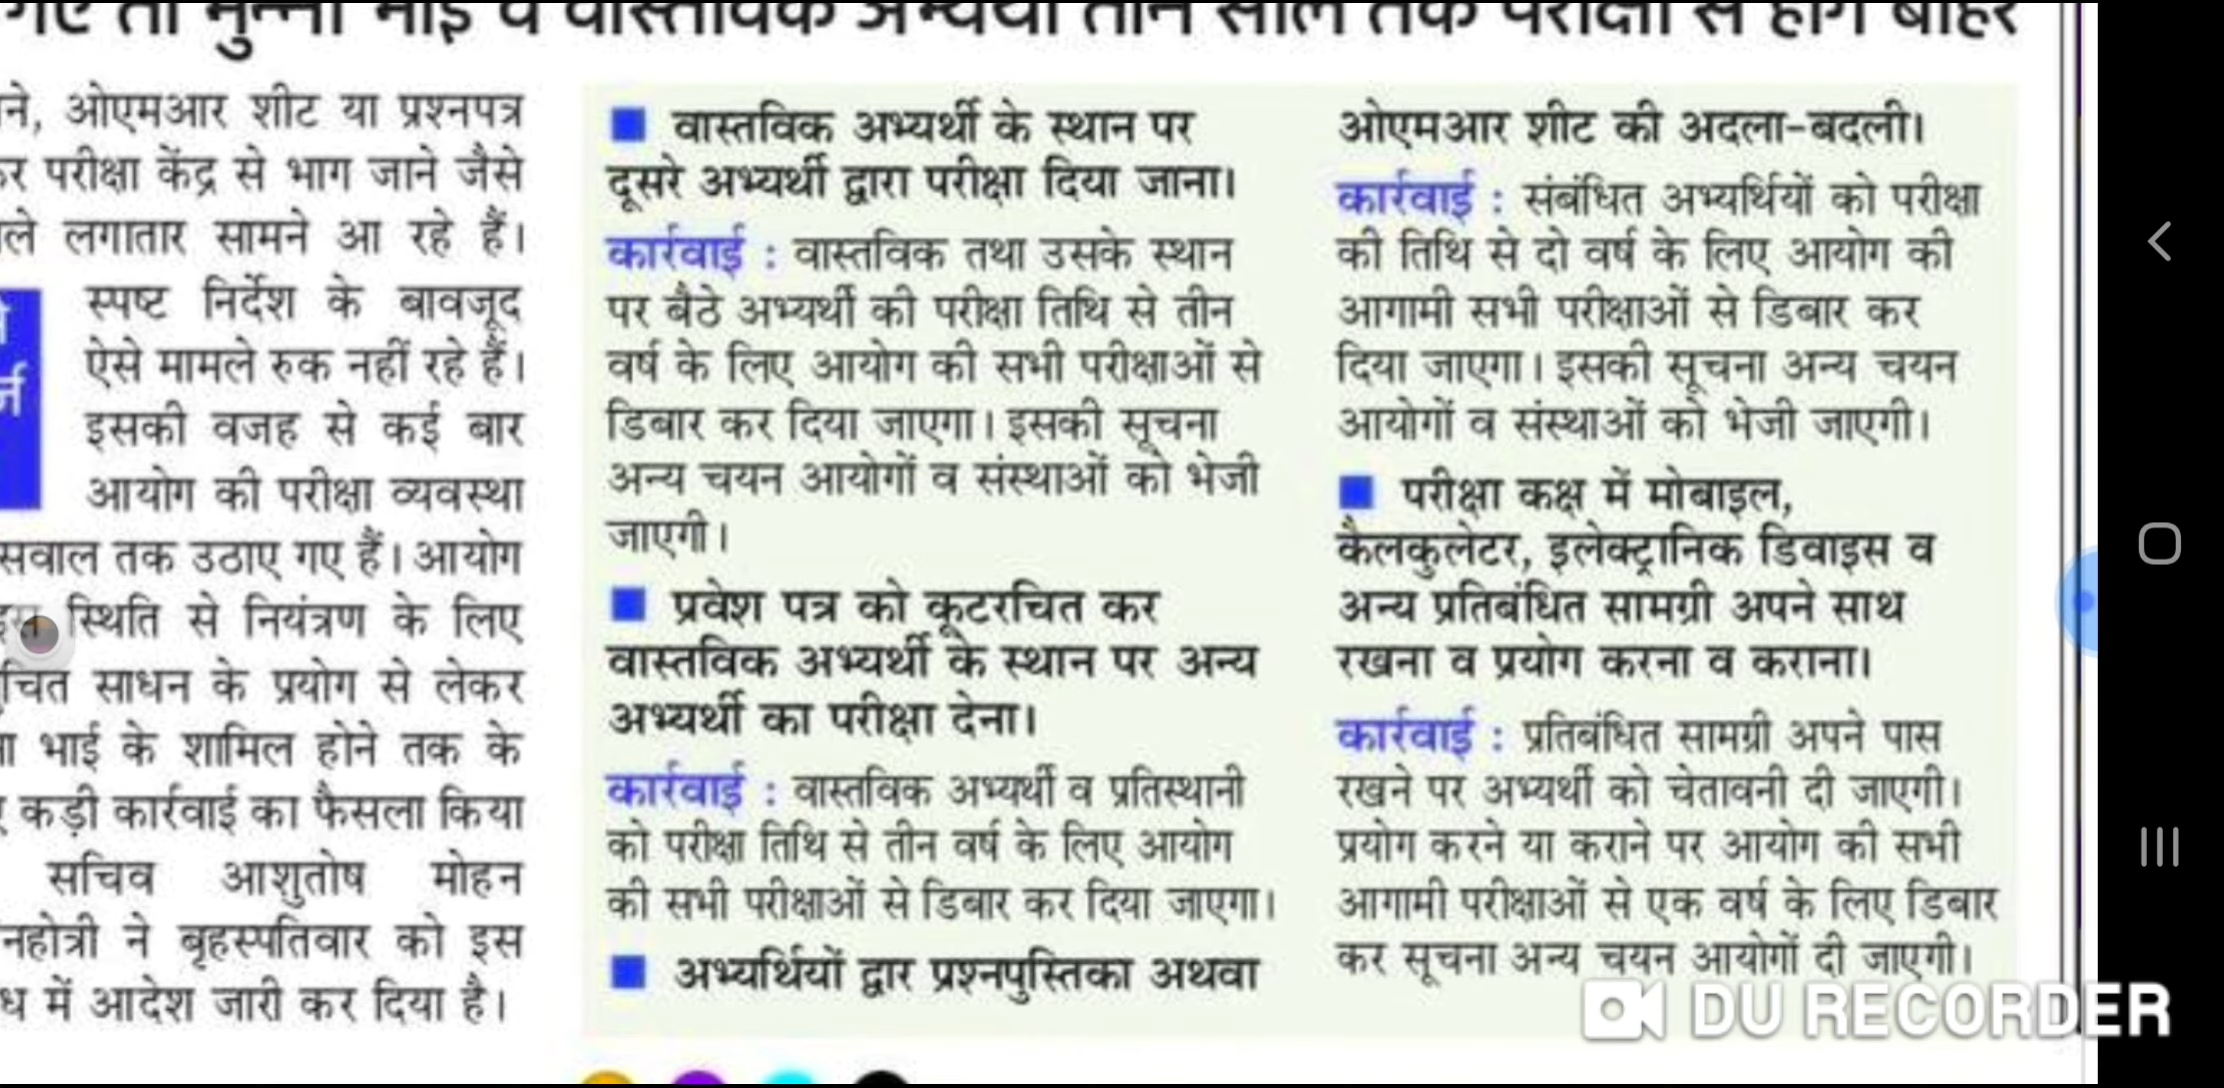 मुन्ना भाई व वास्तविक अभ्यर्थी तीन साल तक परीक्षा से होंगे बाहर
ओएमआर शीट या प्रश्नपत्र
परीक्षा केंद्र से भाग जाने जैसे
लगातार सामने आ रहे हैं।
स्पष्ट निर्देश के बावजूद
ऐसे मामले रुक नहीं रहे हैं।
इसकी वजह से कई बार
आयोग की परीक्षा व्यवस्था
सवाल तक उठाए गए हैं। आयोग
स्थिति से नियंत्रण के लिए
साधन के प्रयोग से लेकर
भाई के शामिल होने तक के
कड़ी कार्रवाई का फैसला किया
सचिव आशुतोष मोहन
ने बृहस्पतिवार को इस
में आदेश जारी कर दिया है।
■ वास्तविक अभ्यर्थी के स्थान पर
दूसरे अभ्यर्थी द्वारा परीक्षा दिया जाना।
कार्रवाई : वास्तविक तथा उसके स्थान
पर बैठे अभ्यर्थी की परीक्षा तिथि से तीन
वर्ष के लिए आयोग की सभी परीक्षाओं से
डिबार कर दिया जाएगा। इसकी सूचना
अन्य चयन आयोगों व संस्थाओं को भेजी
जाएगी।
■ प्रवेश पत्र को कूटरचित कर
वास्तविक अभ्यर्थी के स्थान पर अन्य
अभ्यर्थी का परीक्षा देना।
कार्रवाई : वास्तविक अभ्यर्थी व प्रतिस्थानी
को परीक्षा तिथि से तीन वर्ष के लिए आयोग
की सभी परीक्षाओं से डिबार कर दिया जाएगा।
■ अभ्यर्थियों द्वार प्रश्नपुस्तिका अथवा
ओएमआर शीट की अदला-बदली।
कार्रवाई : संबंधित अभ्यर्थियों को परीक्षा
की तिथि से दो वर्ष के लिए आयोग की
आगामी सभी परीक्षाओं से डिबार कर
दिया जाएगा। इसकी सूचना अन्य चयन
आयोगों व संस्थाओं को भेजी जाएगी।
■ परीक्षा कक्ष में मोबाइल,
कैलकुलेटर, इलेक्ट्रानिक डिवाइस व
अन्य प्रतिबंधित सामग्री अपने साथ
रखना व प्रयोग करना व कराना।
कार्रवाई : प्रतिबंधित सामग्री अपने पास
रखने पर अभ्यर्थी को चेतावनी दी जाएगी।
प्रयोग करने या कराने पर आयोग की सभी
आगामी परीक्षाओं से एक वर्ष के लिए डिबार
कर सूचना अन्य चयन आयोगों दी जाएगी।
DU RECORDER